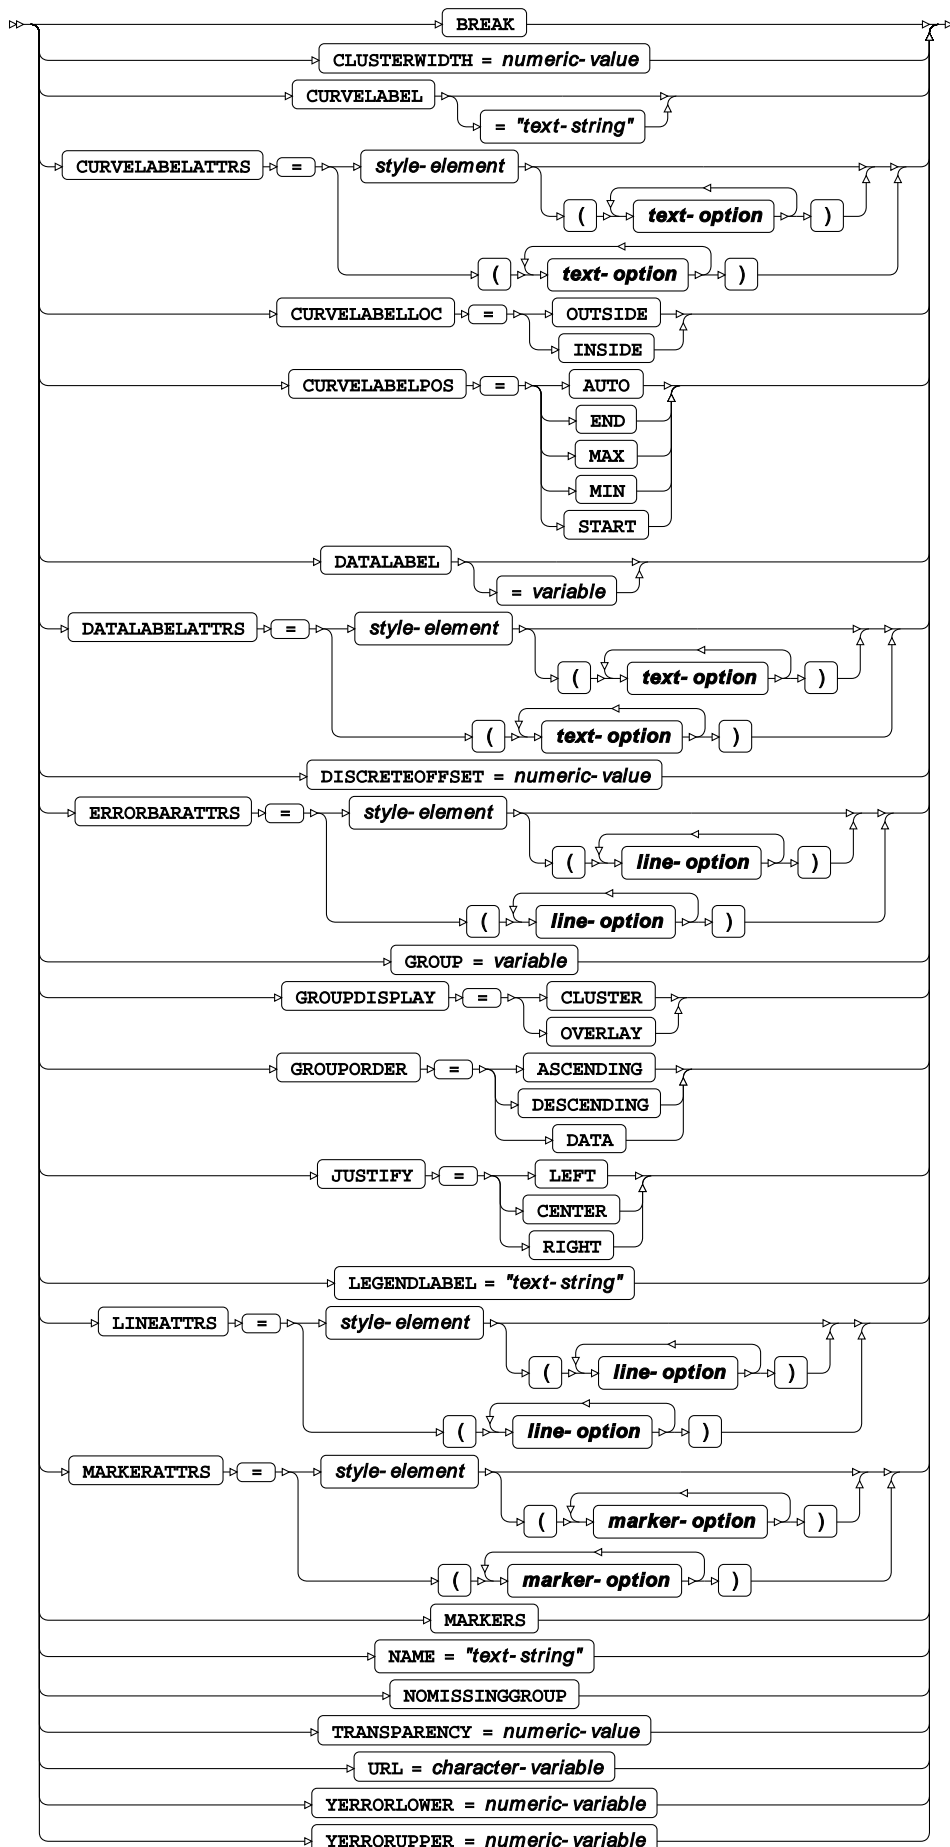 BREAK
CLUSTERWIDTH = numeric-value
CURVELABEL
= "text-string"
CURVELABELATTRS = style-element
( text-option )
( text-option )
CURVELABELLOC = OUTSIDE
INSIDE
CURVELABELPOS = AUTO
END
MAX
MIN
START
DATALABEL
= variable
DATALABELATTRS = style-element
( text-option )
( text-option )
DISCRETEOFFSET = numeric-value
ERRORBARATTRS = style-element
( line-option )
( line-option )
GROUP = variable
GROUPDISPLAY = CLUSTER
OVERLAY
GROUPORDER = ASCENDING
DESCENDING
DATA
JUSTIFY = LEFT
CENTER
RIGHT
LEGENDLABEL = "text-string"
LINEATTRS = style-element
( line-option )
( line-option )
MARKERATTRS = style-element
( marker-option )
( marker-option )
MARKERS
NAME = "text-string"
NOMISSINGGROUP
TRANSPARENCY = numeric-value
URL = character-variable
YERRORLOWER = numeric-variable
YERRORUPPER = numeric-variable